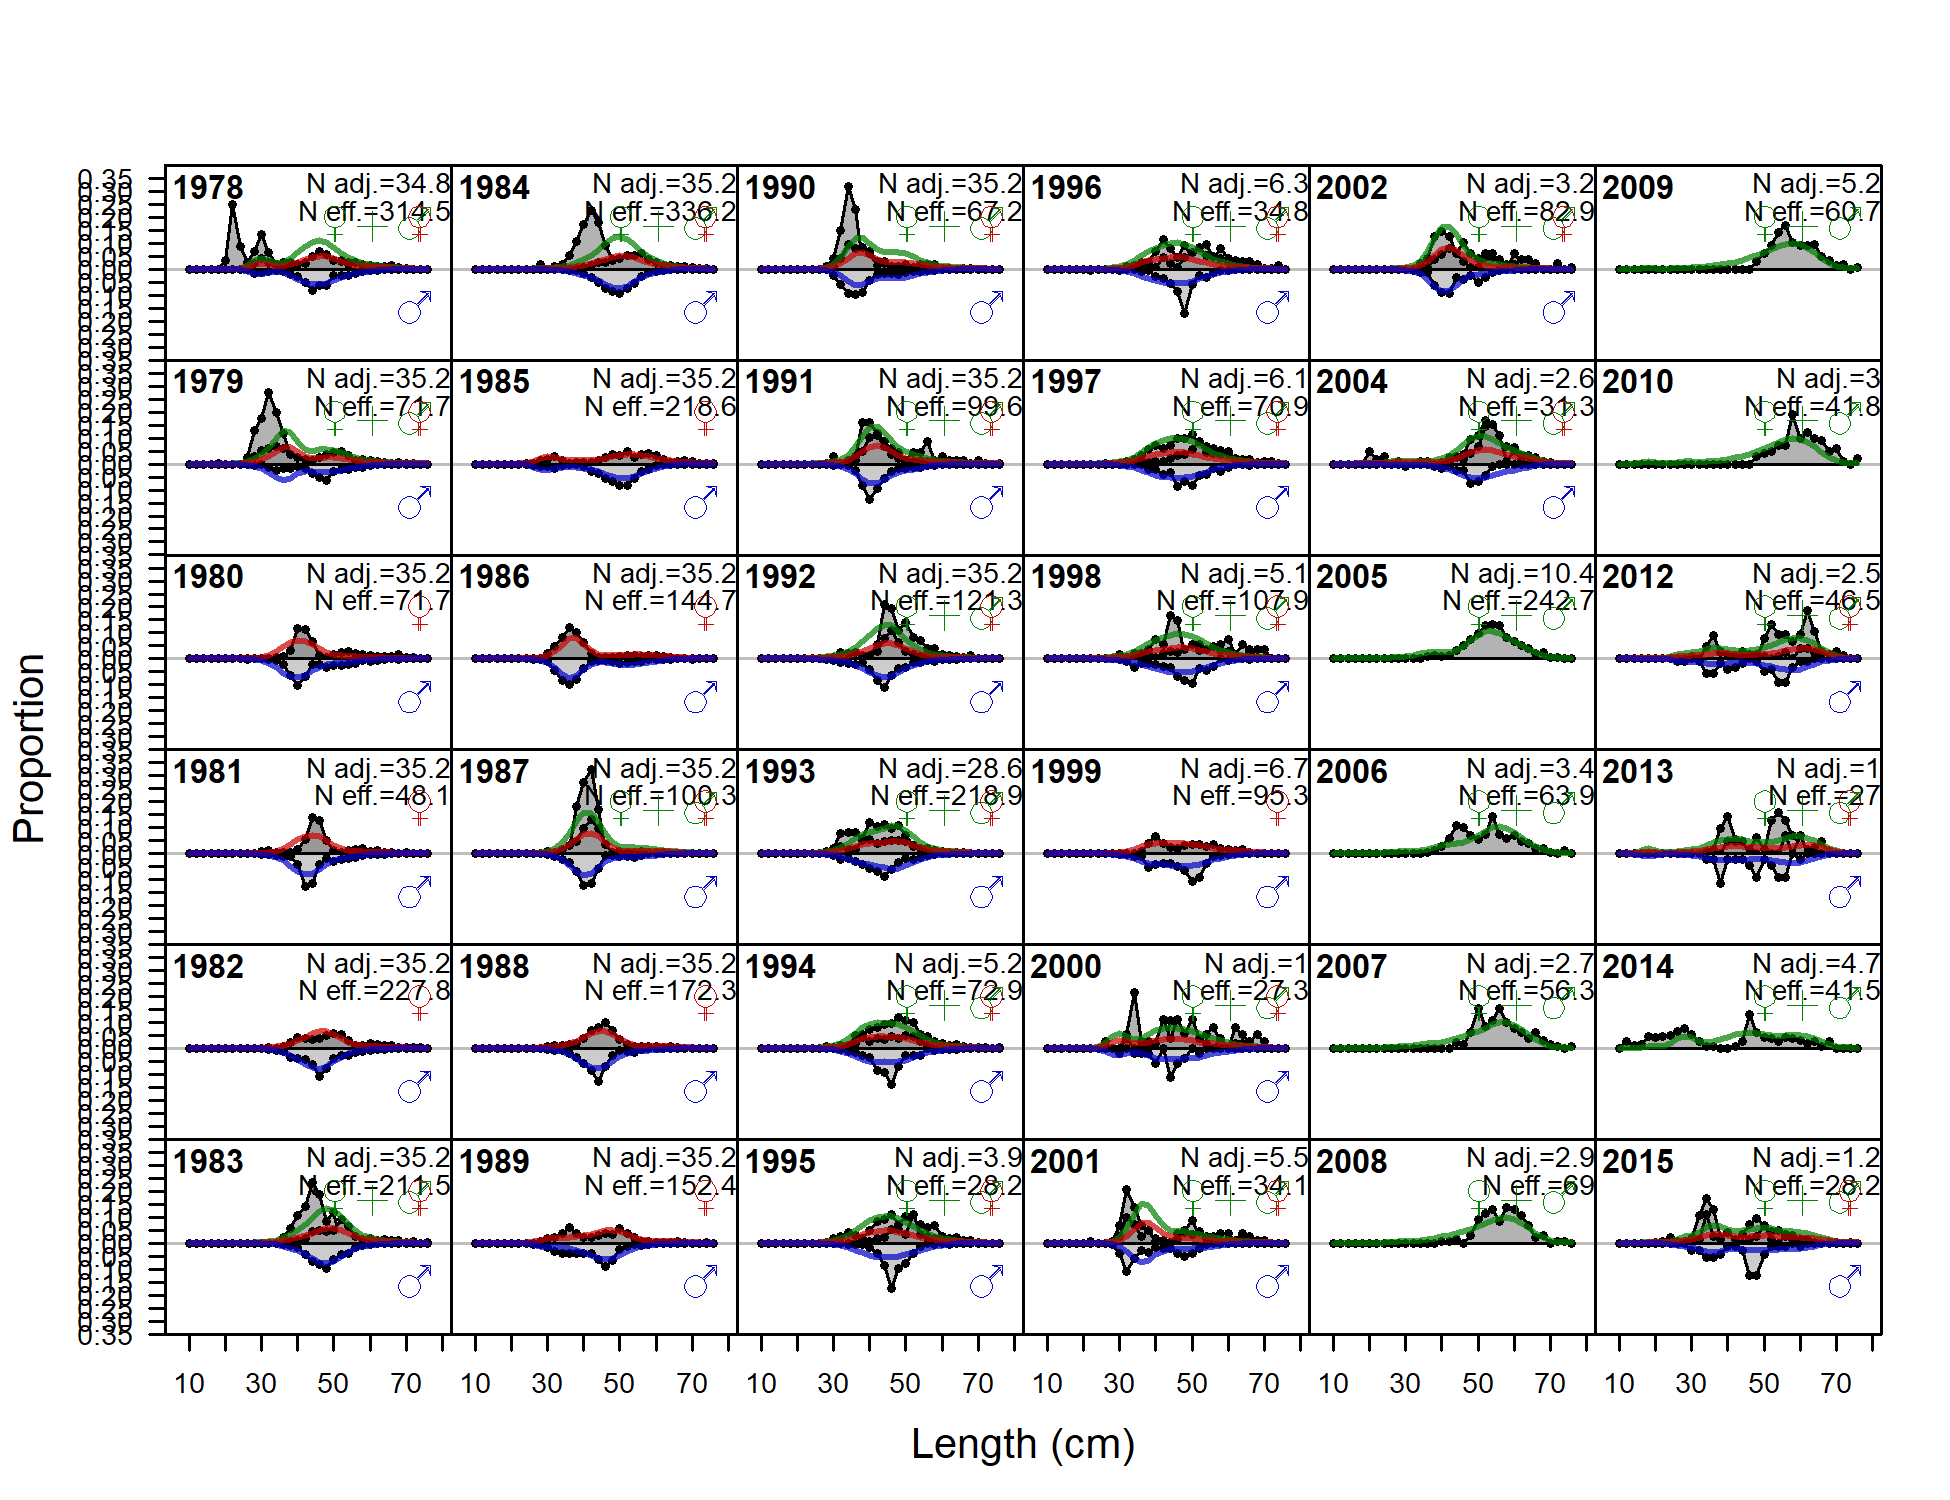 1978
N adj.=34.8
N eff.=314.5
1984
N adj.=35.2
N eff.=336.2
1990
N adj.=35.2
N eff.=67.2
1996
N adj.=6.3
N eff.=34.8
2002
N adj.=3.2
N eff.=82.9
2009
N adj.=5.2
N eff.=60.7
1979
N adj.=35.2
N eff.=71.7
1985
N adj.=35.2
N eff.=218.6
1991
N adj.=35.2
N eff.=99.6
1997
N adj.=6.1
N eff.=70.9
2004
N adj.=2.6
N eff.=31.3
2010
N adj.=3
N eff.=41.8
1980
N adj.=35.2
N eff.=71.7
1986
N adj.=35.2
N eff.=144.7
1992
N adj.=35.2
N eff.=121.3
1998
N adj.=5.1
N eff.=107.9
2005
N adj.=10.4
N eff.=242.7
2012
N adj.=2.5
N eff.=46.5
1981
N adj.=35.2
N eff.=48.1
1987
N adj.=35.2
N eff.=100.3
1993
N adj.=28.6
N eff.=218.9
1999
N adj.=6.7
N eff.=95.3
2006
N adj.=3.4
N eff.=63.9
2013
N adj.=1
N eff.=27
1982
N adj.=35.2
N eff.=227.8
1988
N adj.=35.2
N eff.=172.3
1994
N adj.=5.2
N eff.=72.9
2000
N adj.=1
N eff.=27.3
2007
N adj.=2.7
N eff.=56.3
2014
N adj.=4.7
N eff.=41.5
1983
N adj.=35.2
N eff.=211.5
1989
N adj.=35.2
N eff.=152.4
1995
N adj.=3.9
N eff.=28.2
2001
N adj.=5.5
N eff.=34.1
2008
N adj.=2.9
N eff.=69
2015
N adj.=1.2
N eff.=28.2
10 30 50 70 10 30 50 70 10 30 50 70 10 30 50 70 10 30 50 70 10 30 50 70
Length (cm)
Proportion